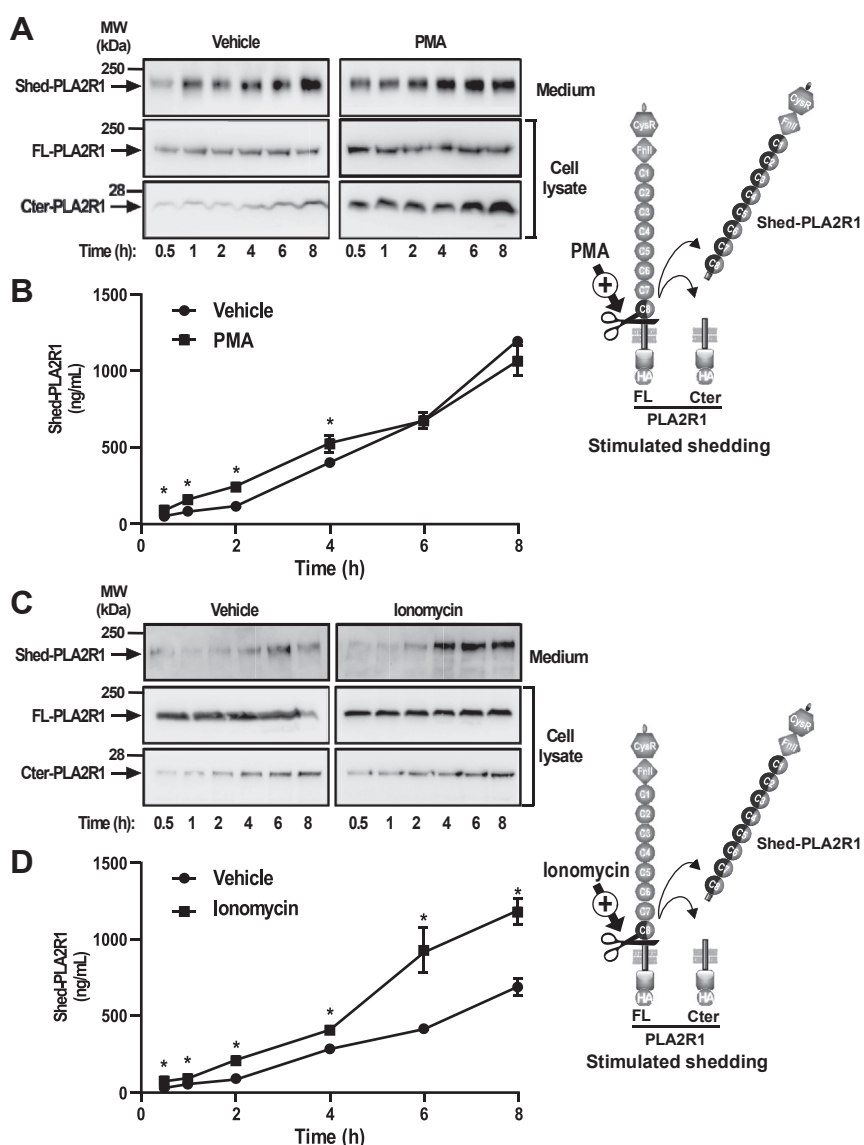 A
MW
(kDa)
Vehicle
PMA
250
Shed-PLA2R1
Medium
250
FL-PLA2R1
Cell
lysate
28
Cter-PLA2R1
Time (h): 0.5 1 2 4 6 8 0.5 1 2 4 6 8
CysR
FnII
C1
C2
C3
C4
C5
C6
C7
C8
HA
HA
CysR
FnII
Shed-PLA2R1
PMA
+
FL Cter
PLA2R1
Stimulated shedding
B
1500
1000
500
0
Shed-PLA2R1
(ng/mL)
Vehicle
PMA
* * * *
0 2 4 6 8
Time (h)
C
MW
(kDa)
Vehicle
Ionomycin
250
Shed-PLA2R1
Medium
250
FL-PLA2R1
Cell
lysate
28
Cter-PLA2R1
Time (h): 0.5 1 2 4 6 8 0.5 1 2 4 6 8
CysR
FnII
C1
C2
C3
C4
C5
C6
C7
C8
HA
HA
CysR
FnII
Shed-PLA2R1
Ionomycin
+
FL Cter
PLA2R1
Stimulated shedding
D
1500
1000
500
0
Shed-PLA2R1
(ng/mL)
Vehicle
Ionomycin
* * * * * *
0 2 4 6 8
Time (h)